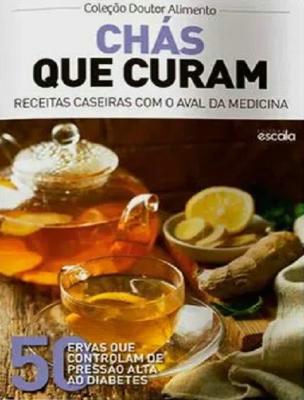 Coleção Doutor Alimento
CHÁS
QUE CURAM
RECEITAS CASEIRAS COM O AVAL DA MEDICINA
escala
50
ERVAS QUE
CONTROLAM DE
PRESSÃO ALTA
AO DIABETES